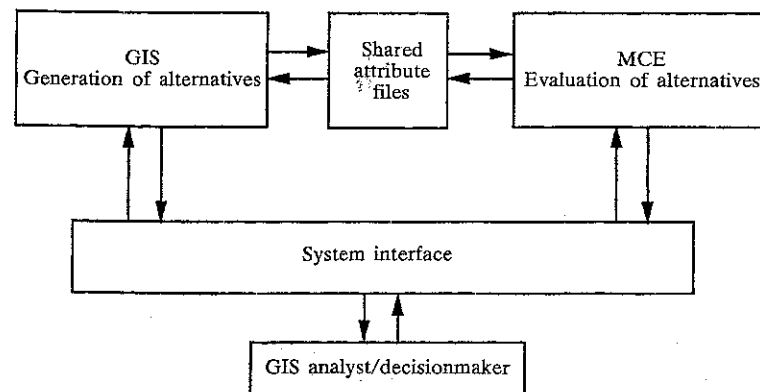 GIS
Generation of alternatives
Shared
attribute
files
MCE
Evaluation of alternatives
System interface
GIS analyst/decisionmaker